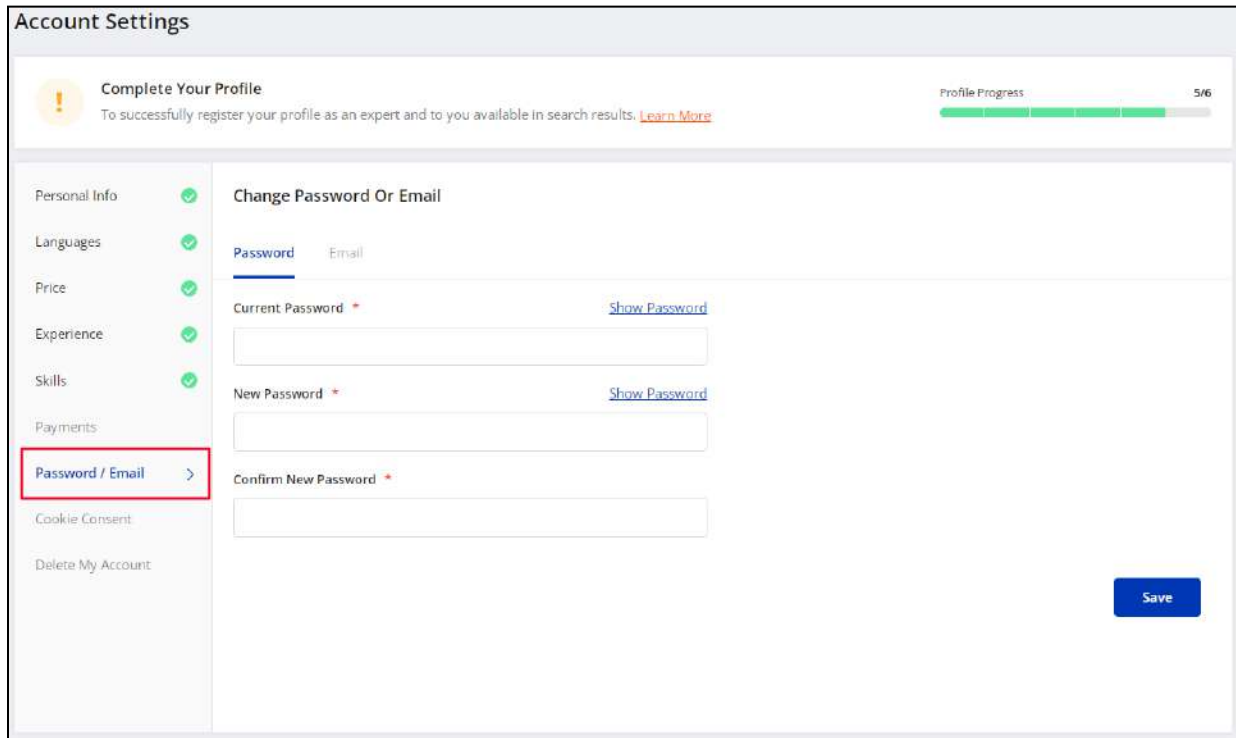 Account Settings
Complete Your Profile
To successfully register your profile as an expert and to you available in search results. Learn More
Profile Progress 5/6
Personal Info
Languages
Price
Experience
Skills
Payments
Password / Email
Cookie Consent
Delete My Account
Change Password Or Email
Password Email
Current Password * Show Password
New Password * Show Password
Confirm New Password *
Save